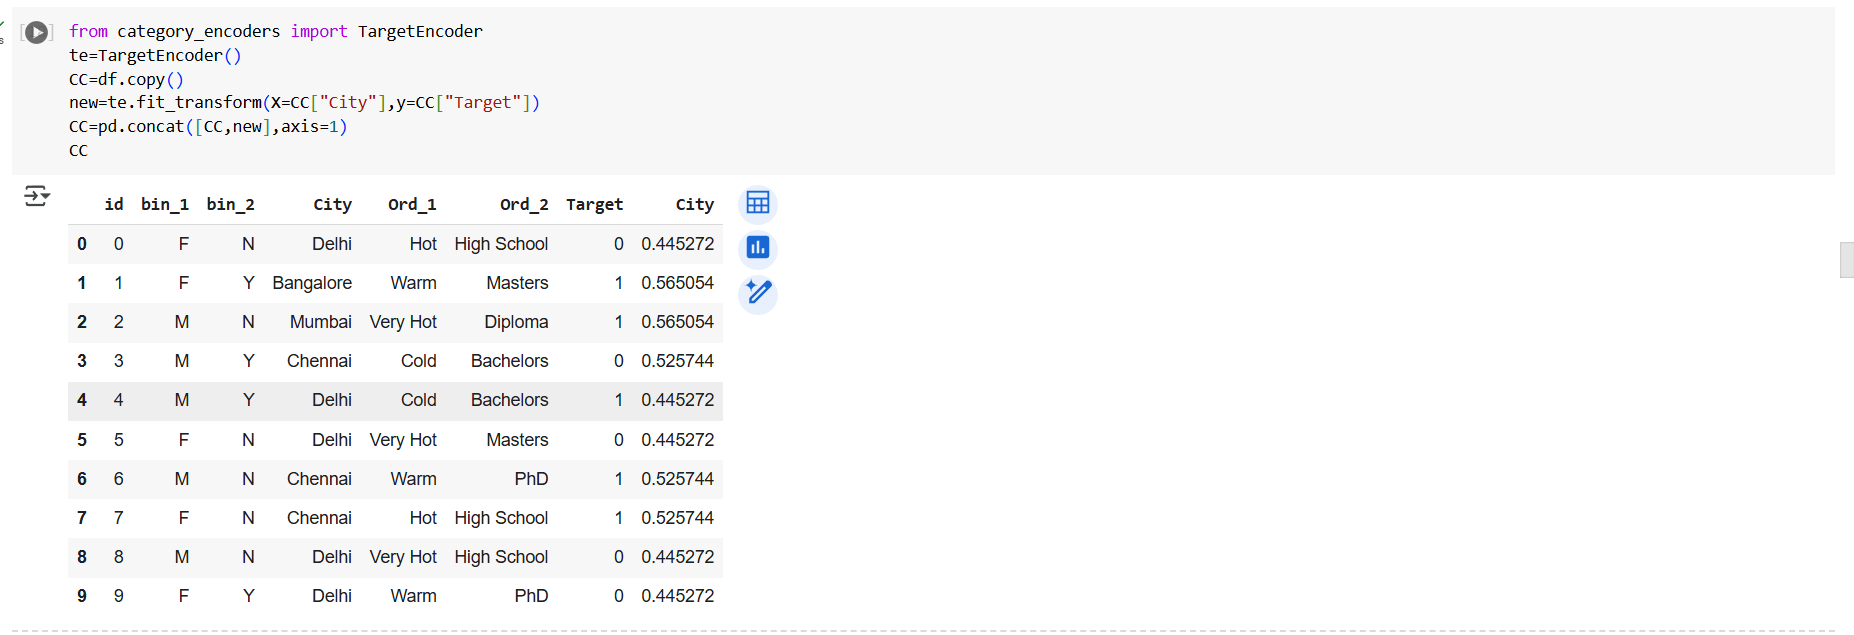 from category_encoders import TargetEncoder
te=TargetEncoder()
CC=df.copy()
new=te.fit_transform(X=CC["City"],y=CC["Target"])
CC=pd.concat([CC,new],axis=1)
CC
id bin_1 bin_2 City Ord_1 Ord_2 Target City
0 0 F N Delhi Hot High School 0 0.445272
1 1 F Y Bangalore Warm Masters 1 0.565054
2 2 M N Mumbai Very Hot Diploma 1 0.565054
3 3 M Y Chennai Cold Bachelors 0 0.525744
4 4 M Y Delhi Cold Bachelors 1 0.445272
5 5 F N Delhi Very Hot Masters 0 0.445272
6 6 M N Chennai Warm PhD 1 0.525744
7 7 F N Chennai Hot High School 1 0.525744
8 8 M N Delhi Very Hot High School 0 0.445272
9 9 F Y Delhi Warm PhD 0 0.445272